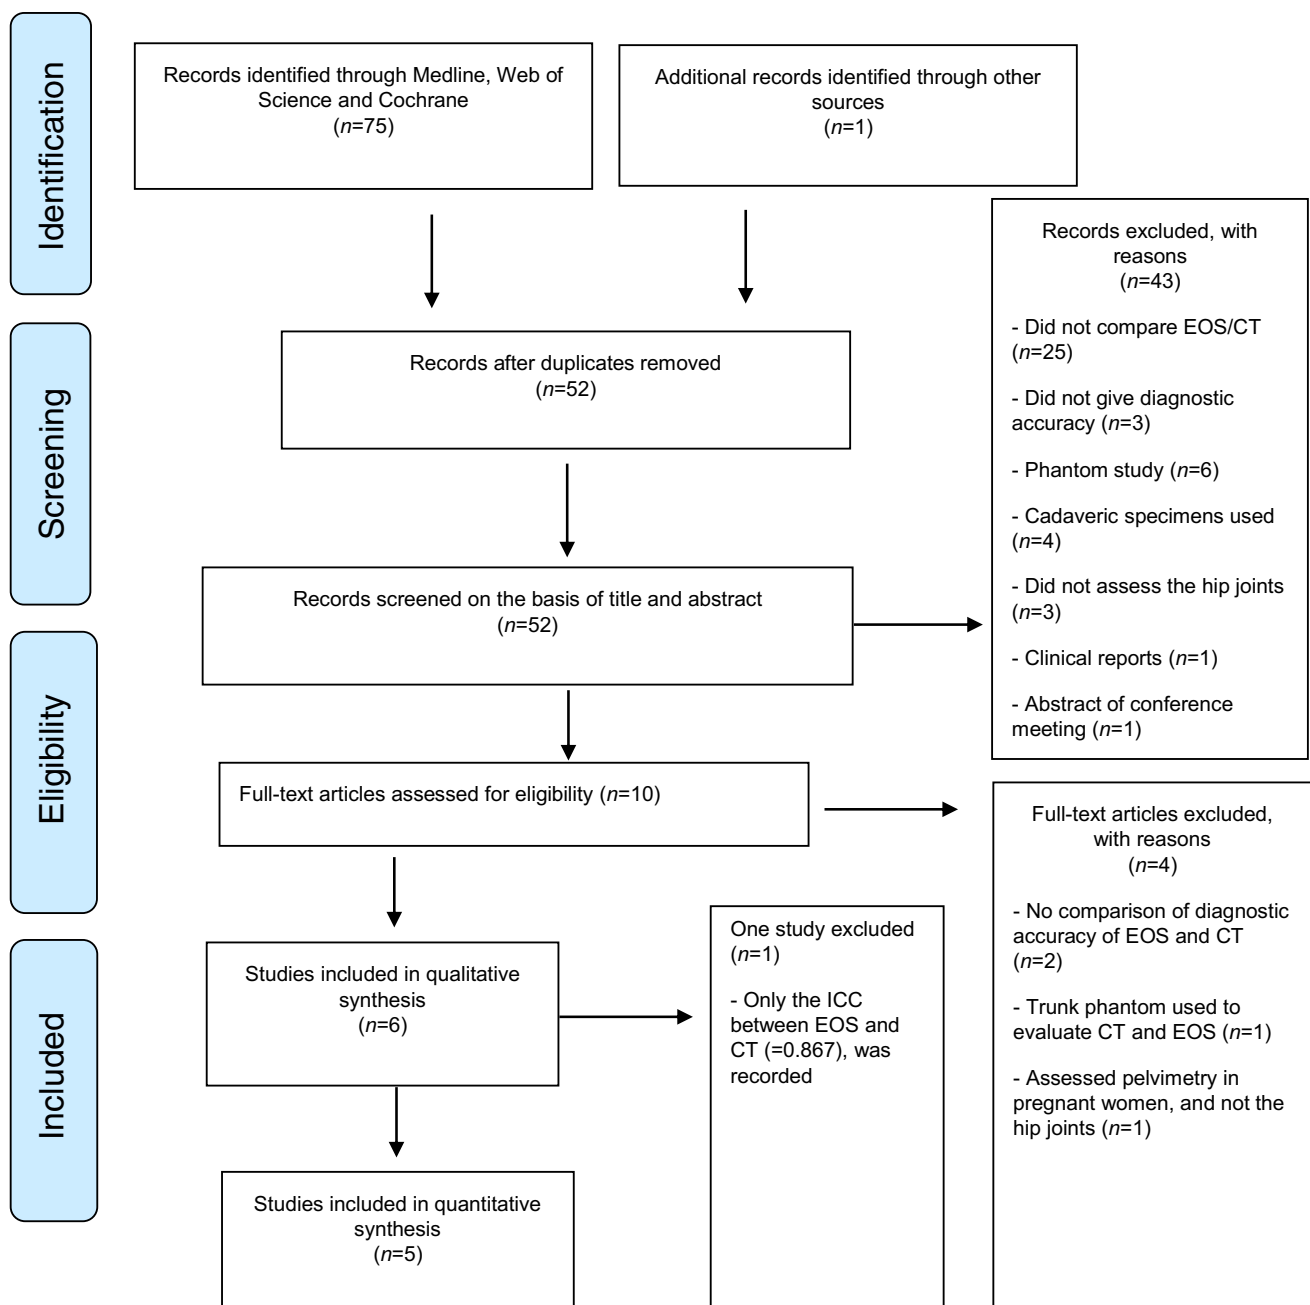 Identification
Records identified through Medline, Web of
Science and Cochrane
(n=75)
Additional records identified through other
sources
(n=1)
Records excluded, with
reasons
(n=43)
- Did not compare EOS/CT
(n=25)
- Did not give diagnostic
accuracy (n=3)
- Phantom study (n=6)
- Cadaveric specimens used
(n=4)
- Did not assess the hip joints
(n=3)
- Clinical reports (n=1)
- Abstract of conference
meeting (n=1)
Screening
Records after duplicates removed
(n=52)
Records screened on the basis of title and abstract
(n=52)
Eligibility
Full-text articles assessed for eligibility (n=10)
Full-text articles excluded,
with reasons
(n=4)
- No comparison of diagnostic
accuracy of EOS and CT
(n=2)
- Trunk phantom used to
evaluate CT and EOS (n=1)
- Assessed pelvimetry in
pregnant women, and not the
hip joints (n=1)
Included
Studies included in qualitative
synthesis
(n=6)
One study excluded
(n=1)
- Only the ICC
between EOS and
CT (=0.867), was
recorded
Studies included in quantitative
synthesis
(n=5)